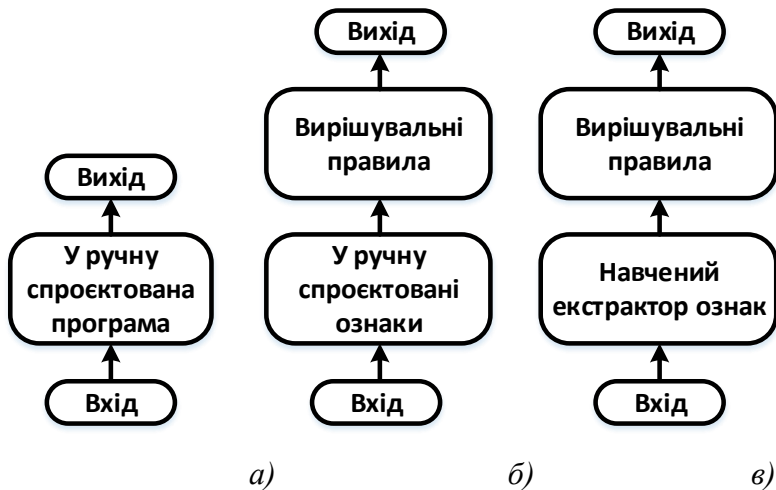 Вихід
У ручну
спроєктована
програма
Вхід
Вихід
Вирішувальні
правила
У ручну
спроєктовані
ознаки
Вхід
Вихід
Вирішувальні
правила
Навчений
екстрактор ознак
Вхід
а)
б)
в)